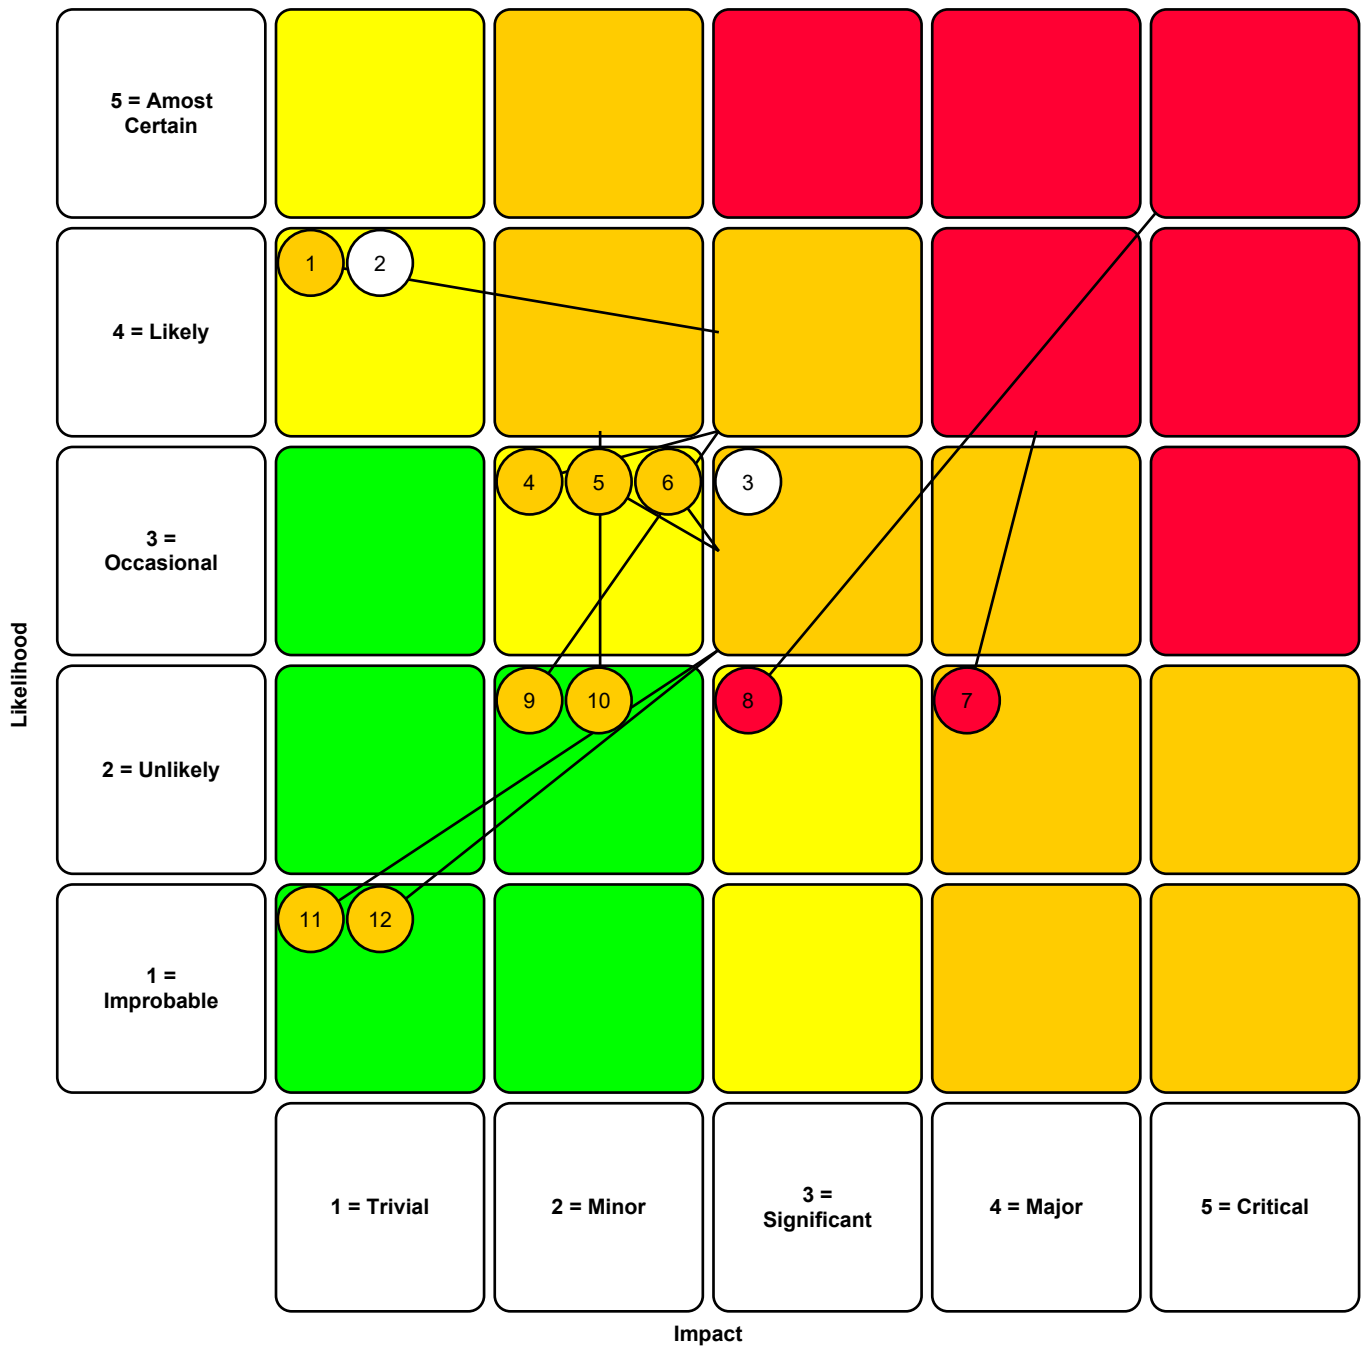 5 = Amost
Certain
1
2
4 = Likely
4
5
6
3
3 =
Occasional
Likelihood
9
10
8
7
2 = Unlikely
11
12
1 =
Improbable
1 = Trivial
2 = Minor
3 =
Significant
4 = Major
5 = Critical
Impact